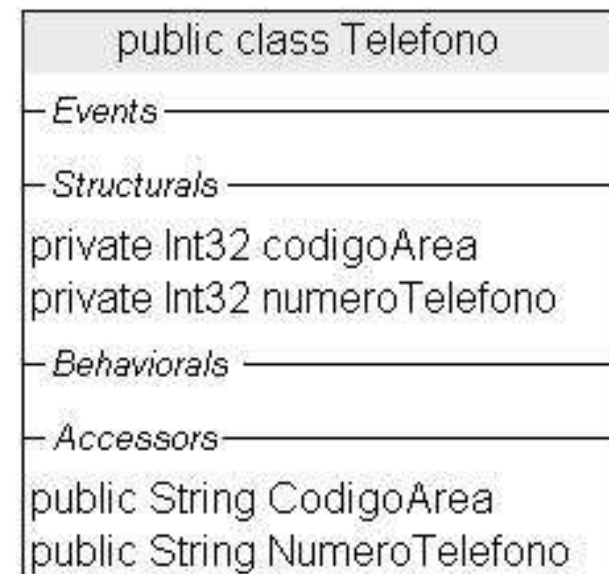 public class Telefono
Events
Structurals
private Int32 codigoArea
private Int32 numeroTelefono
Behaviorals
Accessors
public String CodigoArea
public String NumeroTelefono